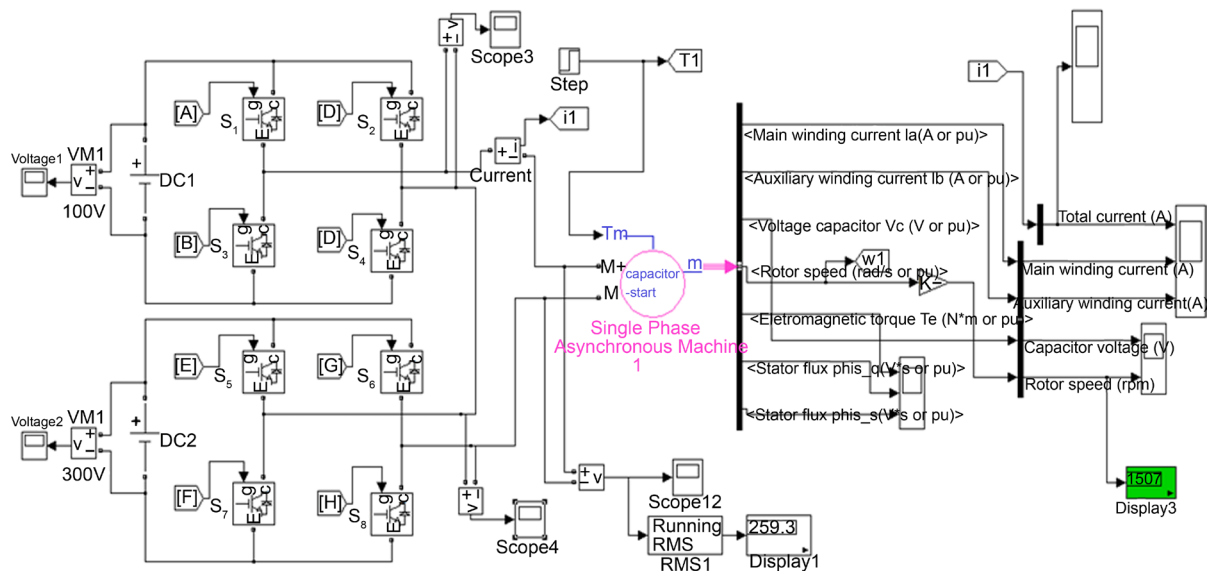 Scope3
Step
T1
i1
i1
[A]
g
c
E
S1
[D]
g
c
E
S2
Voltage1
VM1
v
100V
DC1
Current
i
Tm
M+
M
m
capacitor
-start
Single Phase
Asynchronous Machine
1
[B]
g
c
E
S3
[D]
g
c
E
S4
<Main winding current Ia(A or pu)>
<Auxiliary winding current Ib (A or pu)>
<Voltage capacitor Vc (V or pu)>
w1
<Rotor speed (rad/s or pu)>
K-
<Eletromagnetic torque Te (N*m or pu>
<Stator flux phis_q(V*s or pu)>
<Stator flux phis_s(V*s or pu)>
Total current (A)
Main winding current (A)
Auxiliary winding current(A)
Capacitor voltage (V)
Rotor speed (rpm)
[E]
g
c
E
S5
[G]
g
c
E
S6
Voltage2
VM1
v
300V
DC2
[F]
g
c
E
S7
[H]
g
c
E
S8
v
Scope4
v
Scope12
Running
RMS
RMS1
259.3
Display1
1507
Display3